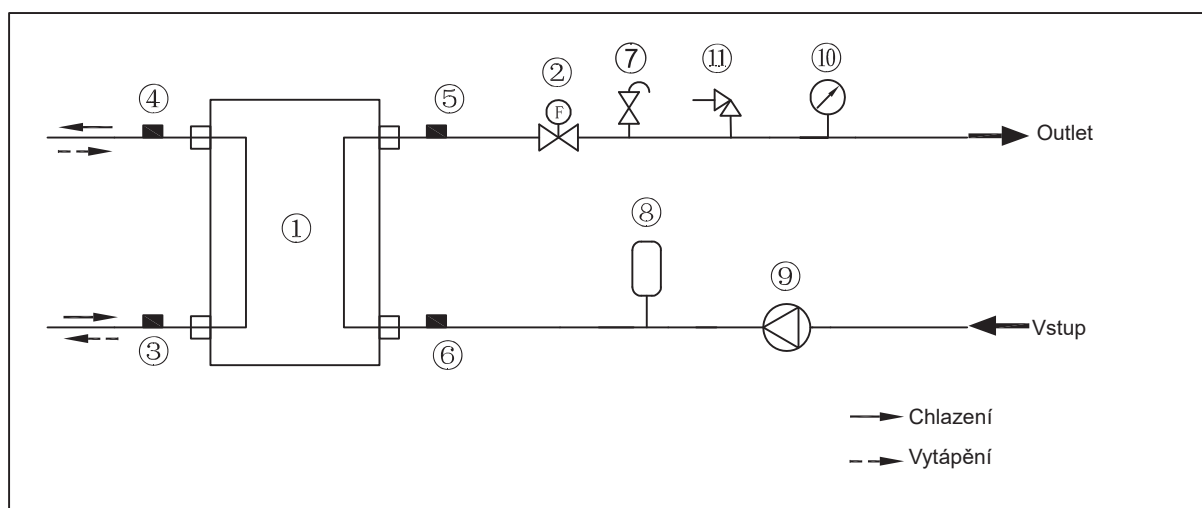 ④ ⑤ ② ⑦ ⑪ ⑩
F
Outlet
① ⑧ ⑨
Vstup
③ ⑥
Chlazení
Vytápění